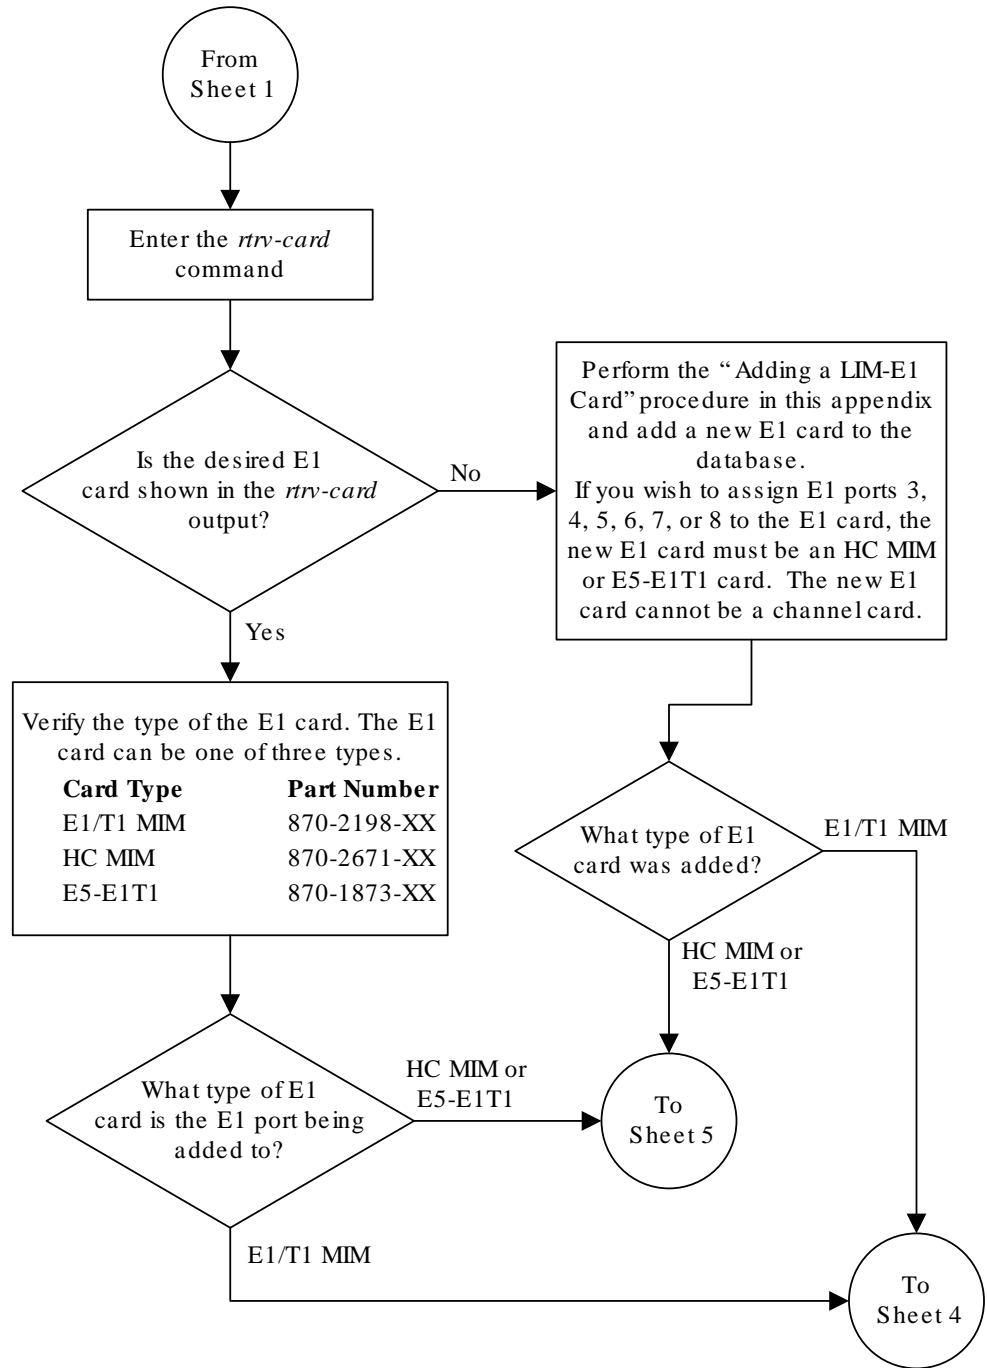 From
Sheet 1
Enter the rtrv-card
command
Is the desired E1
card shown in the rtrv-card
output?
No
Yes
Perform the “Adding a LIM-E1
Card” procedure in this appendix
and add a new E1 card to the
database.
If you wish to assign E1 ports 3,
4, 5, 6, 7, or 8 to the E1 card, the
new E1 card must be an HC MIM
or E5-E1T1 card. The new E1
card cannot be a channel card.
Verify the type of the E1 card. The E1
card can be one of three types.
Card Type Part Number
E1/T1 MIM 870-2198-XX
HC MIM 870-2671-XX
E5-E1T1 870-1873-XX
What type of E1
card was added?
E1/T1 MIM
HC MIM or
E5-E1T1
What type of E1
card is the E1 port being
added to?
HC MIM or
E5-E1T1
E1/T1 MIM
To
Sheet 5
To
Sheet 4